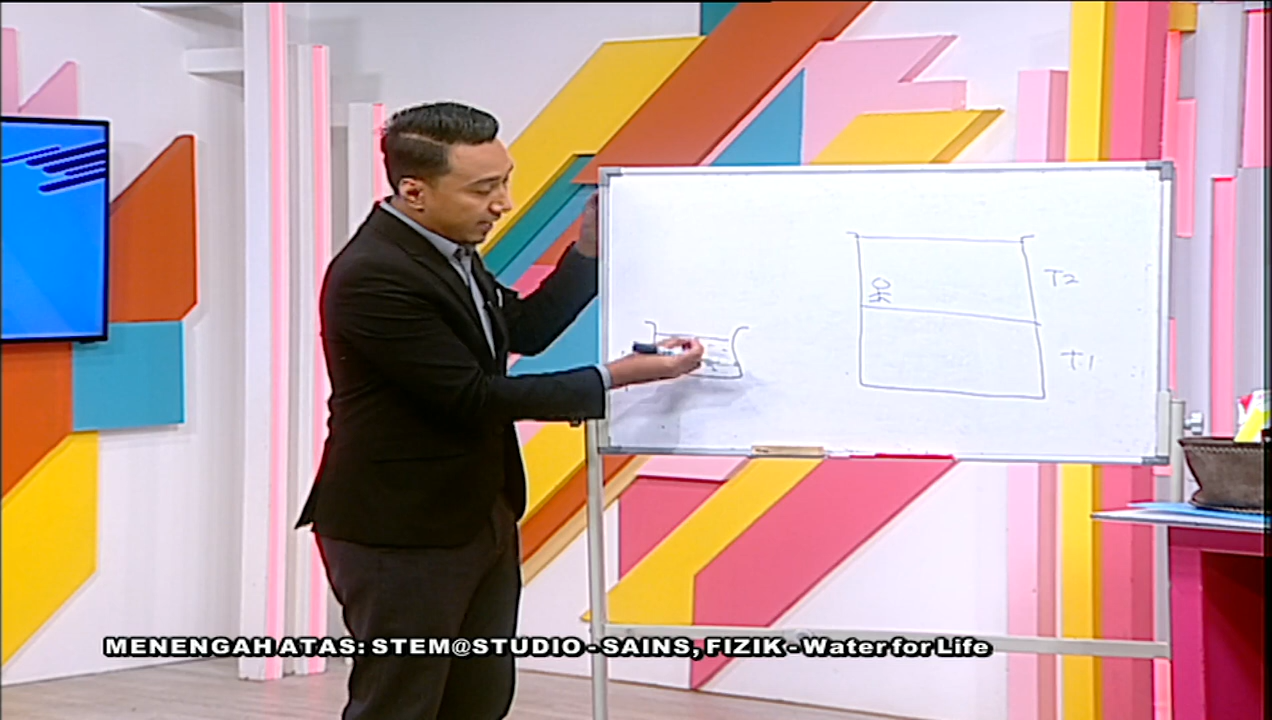 T2
T1
MENENGAH ATAS: STEM@STUDIO - SAINS, FIZIK - Water for Life